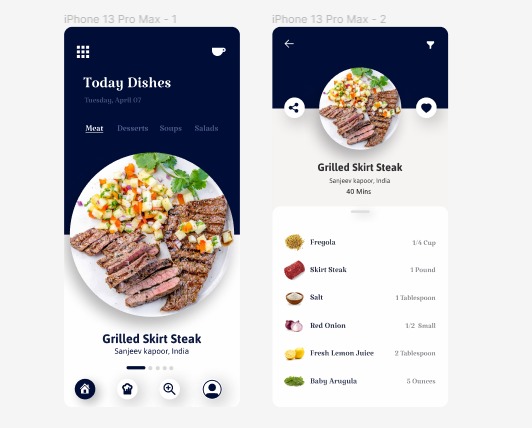 iPhone 13 Pro Max - 1
Today Dishes
Tuesday, April 07
Meat Desserts Soups Salads
Grilled Skirt Steak
Sanjeev kapoor, India
iPhone 13 Pro Max - 2
Grilled Skirt Steak
Sanjeev kapoor, India
40 Mins
Fregola 1/4 Cup
Skirt Steak 1 Pound
Salt 1 Tablespoon
Red Onion 1/2 Small
Fresh Lemon Juice 2 Tablespoon
Baby Arugula 5 Ounces